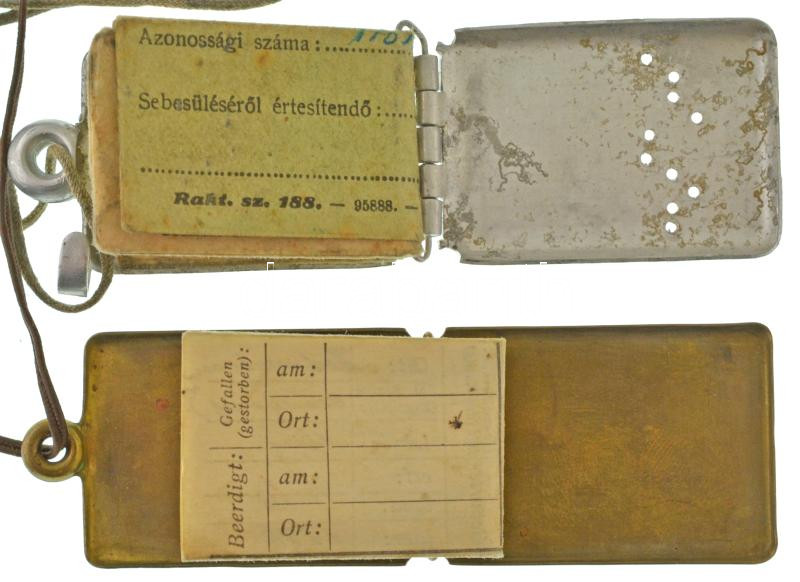 Azonossági száma:
Sebesüléséről értesítendő:
Rakt. sz. 188. — 95888. —
Gefallen (gestorben):
am:
Ort:
Beerdigt:
am:
Ort: